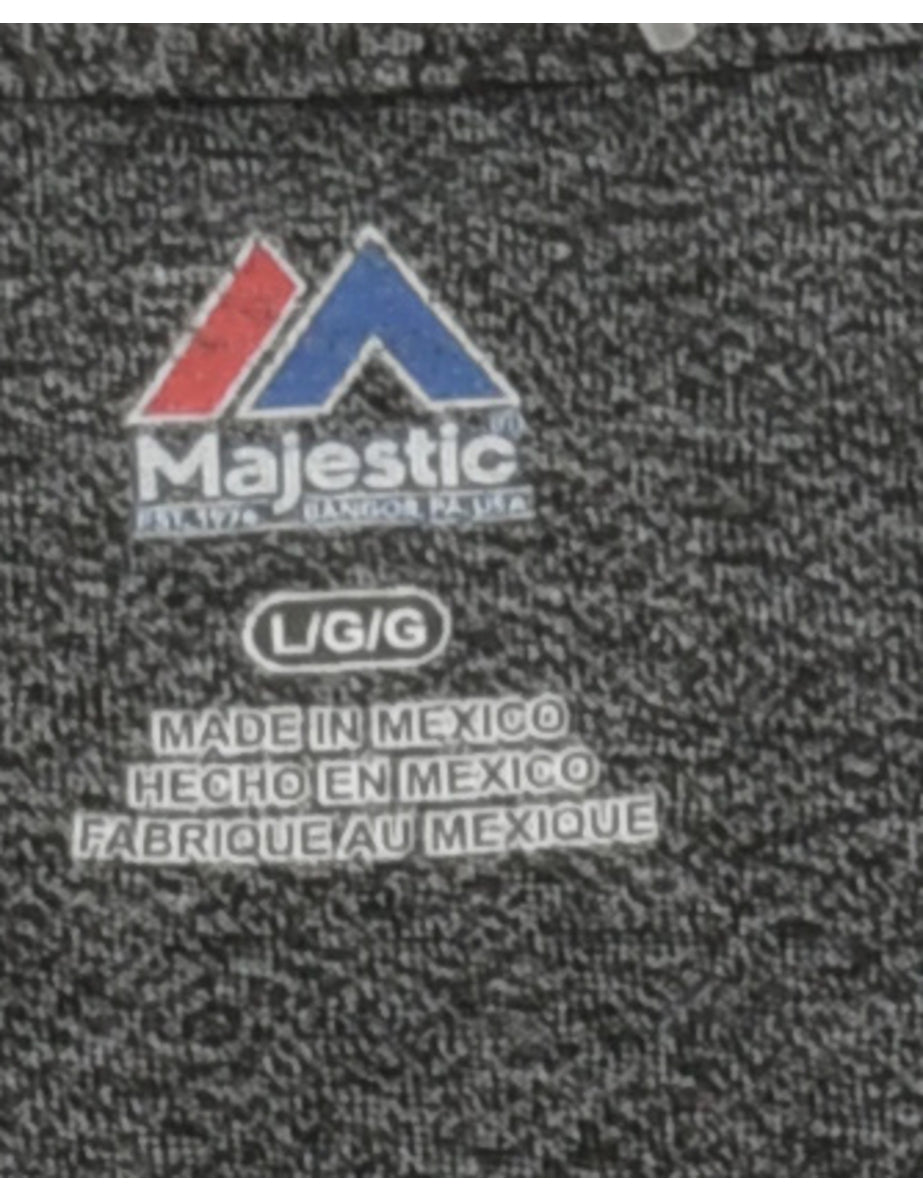 Majestic®
EST. 1976 BANGOR, PA, USA
L/G/G
MADE IN MEXICO
HECHO EN MEXICO
FABRIQUE AU MEXIQUE